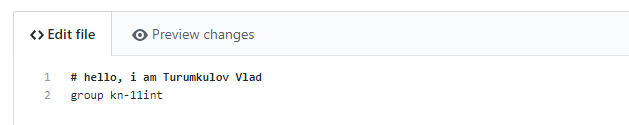 Edit file Preview changes
1 # hello, i am Turumkulov Vlad
2 group kn-11int